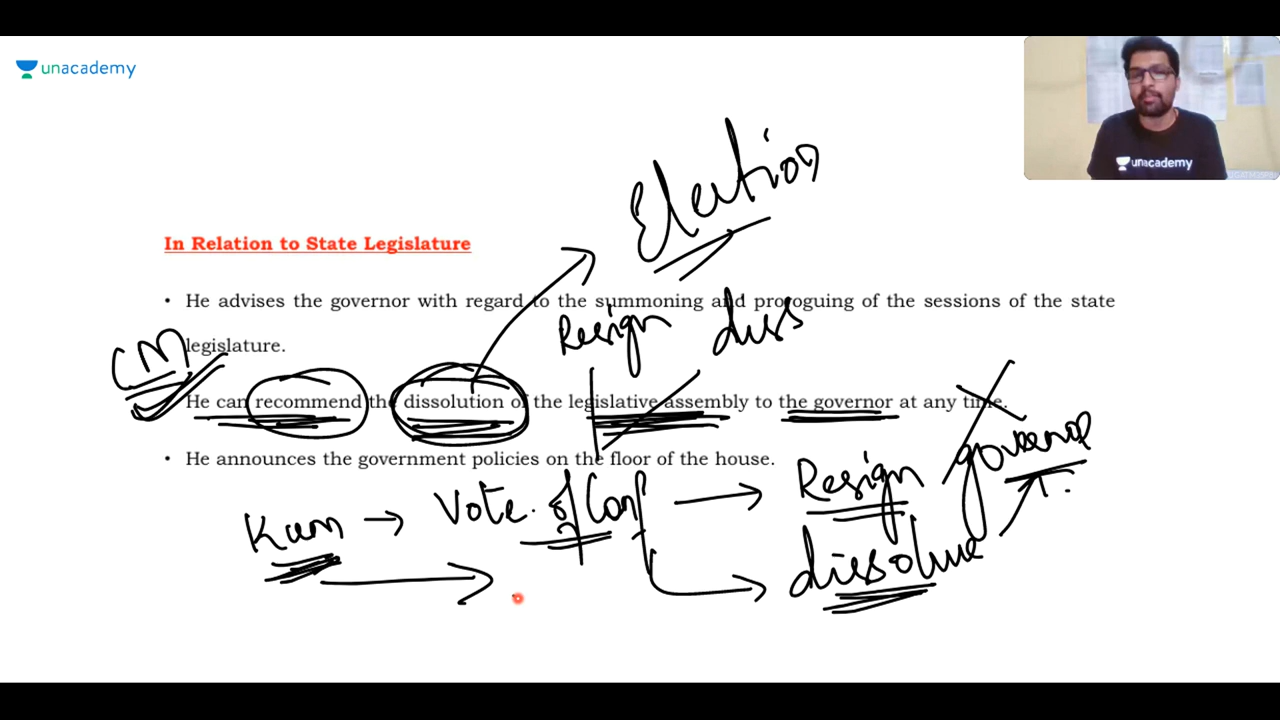 unacademy
unacademy
Election
In Relation to State Legislature
• He advises the governor with regard to the summoning and proroguing of the sessions of the state
Resign diss
CM legislature.
He can recommend the dissolution of the legislative assembly to the governor at any time.
governor
• He announces the government policies on the floor of the house.
Kum → Vote. of Conf → Resign
dissolve